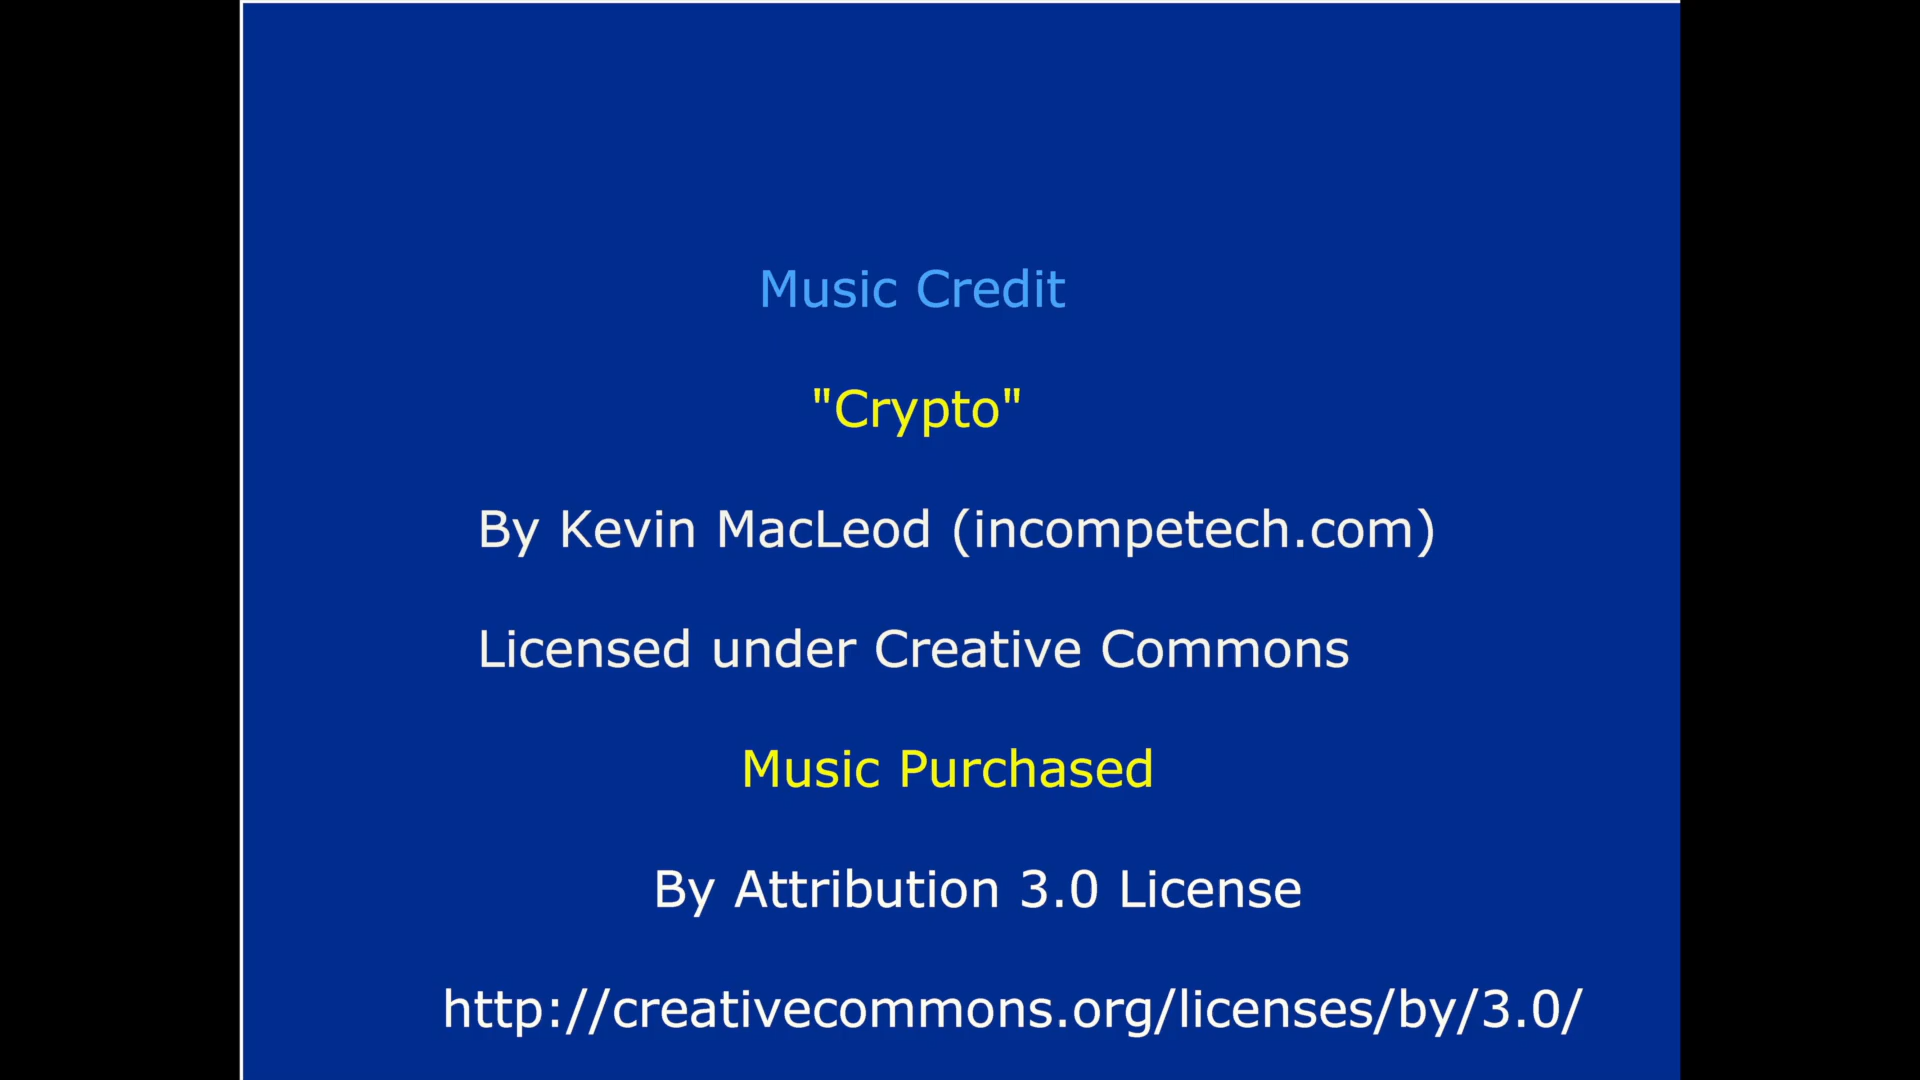 Music Credit
"Crypto"
By Kevin MacLeod (incompetech.com)
Licensed under Creative Commons
Music Purchased
By Attribution 3.0 License
http://creativecommons.org/licenses/by/3.0/